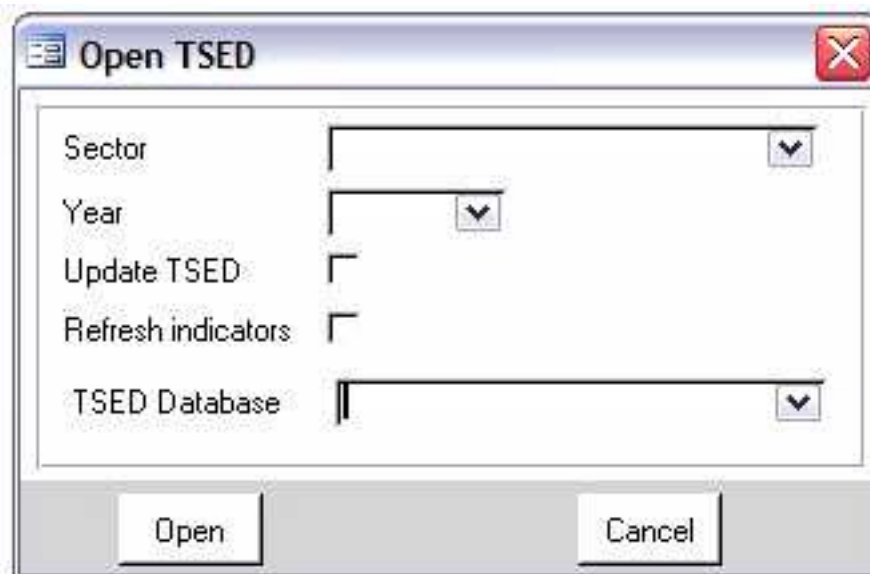 Open TSED
Sector
Year
Update TSED
Refresh indicators
TSED Database
Open Cancel